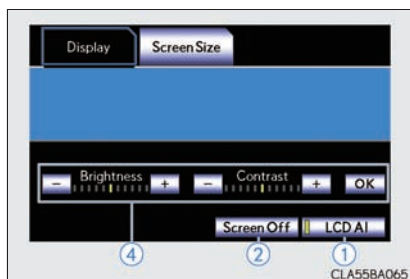 Display Screen Size
− Brightness + − Contrast + OK
Screen Off LCD AI
4 2 1
CLA55BA065